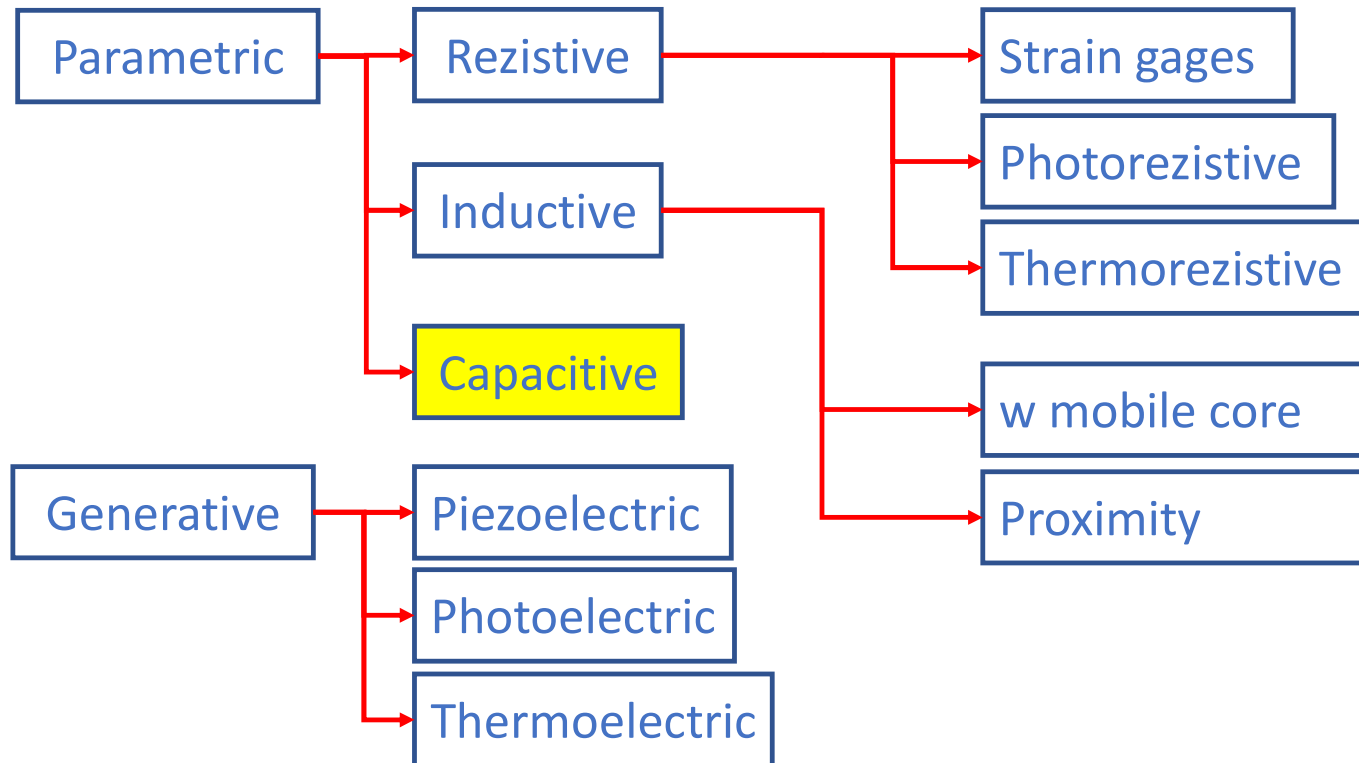 Parametric
Rezistive
Strain gages
Photorezistive
Inductive
Thermorezistive
Capacitive
w mobile core
Generative
Piezoelectric
Proximity
Photoelectric
Thermoelectric